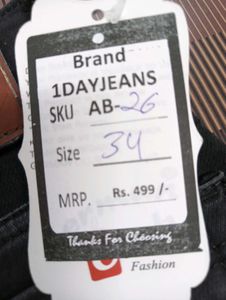 Brand
1DAYJEANS
SKU AB-26
Size 34
MRP. Rs. 499 /-
Thanks For Choosing
Fashion